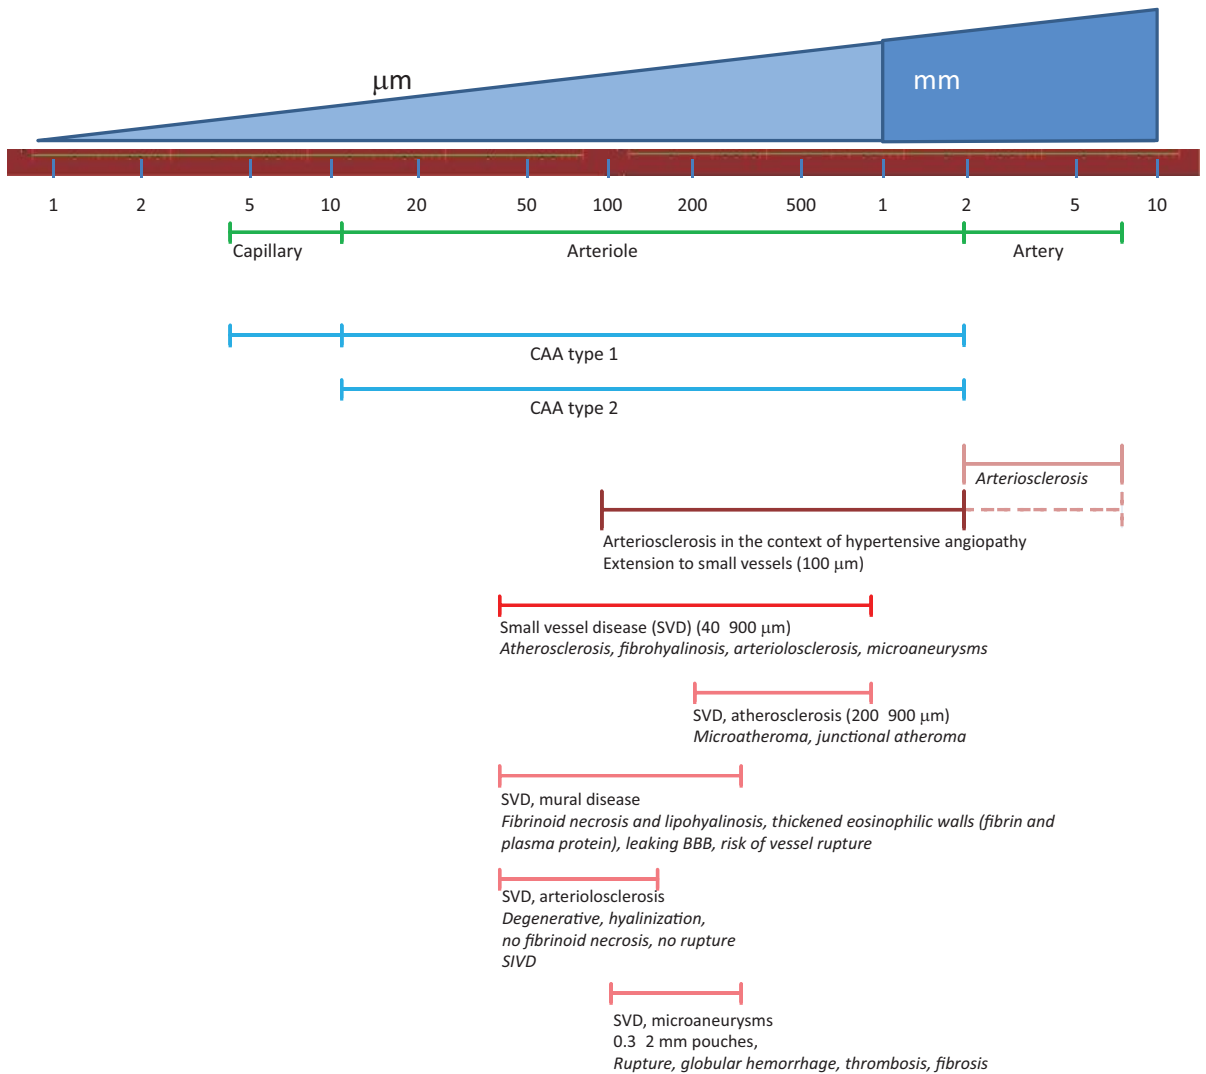 μm
mm
1 2 5 10 20 50 100 200 500 1 2 5 10
Capillary
Arteriole
Artery
CAA type 1
CAA type 2
Arteriosclerosis
Arteriosclerosis in the context of hypertensive angiopathy
Extension to small vessels (100 μm)
Small vessel disease (SVD) (40 900 μm)
Atherosclerosis, fibrohyalinosis, arteriolosclerosis, microaneurysms
SVD, atherosclerosis (200 900 μm)
Microatheroma, junctional atheroma
SVD, mural disease
Fibrinoid necrosis and lipohyalinosis, thickened eosinophilic walls (fibrin and
plasma protein), leaking BBB, risk of vessel rupture
SVD, arteriolosclerosis
Degenerative, hyalinization,
no fibrinoid necrosis, no rupture
SIVD
SVD, microaneurysms
0.3 2 mm pouches,
Rupture, globular hemorrhage, thrombosis, fibrosis